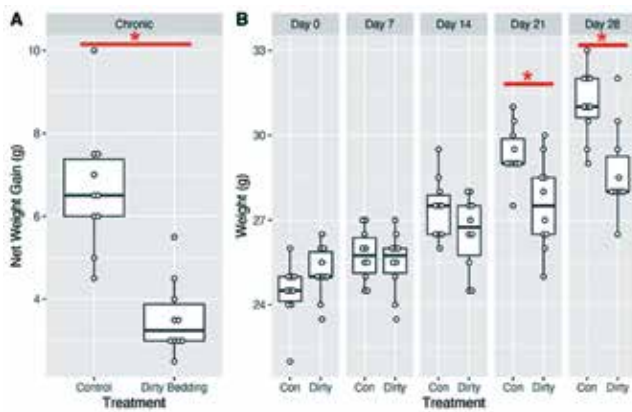 A
Chronic
*
Net Weight Gain (g)
10
8
6
4
Control
Dirty Bedding
Treatment
B
Day 0
Day 7
Day 14
Day 21
Day 28
*
*
Weight (g)
33
30
27
24
Con Dirty Con Dirty Con Dirty Con Dirty Con Dirty
Treatment